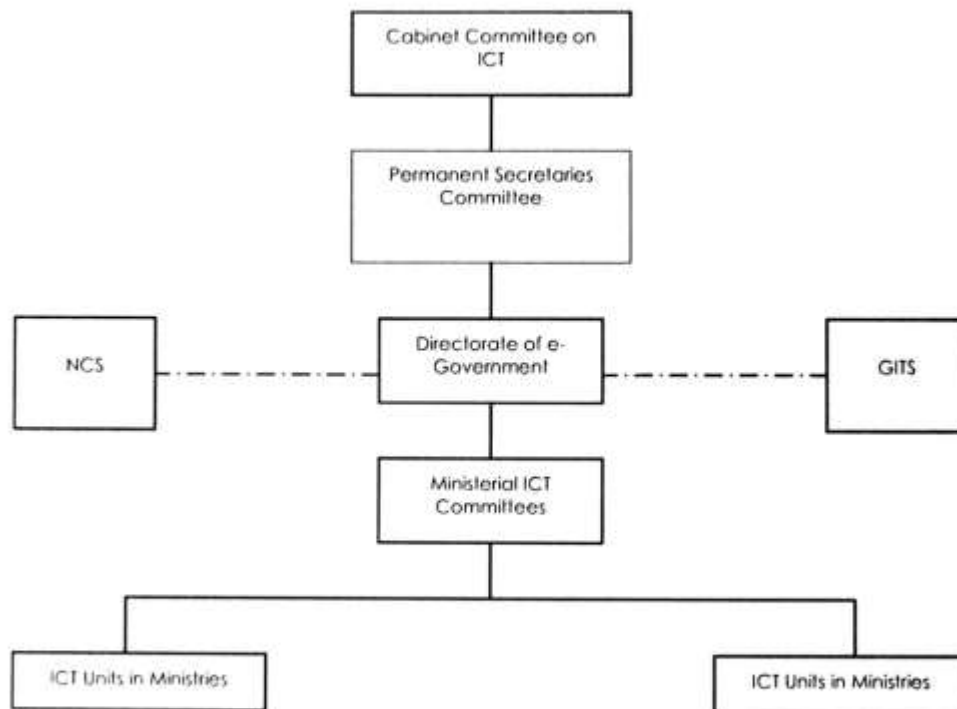 Cabinet Committee on
ICT
Permanent Secretaries
Committee
NCS
Directorate of e-
Government
GITS
Ministerial ICT
Committees
ICT Units in Ministries
ICT Units in Ministries